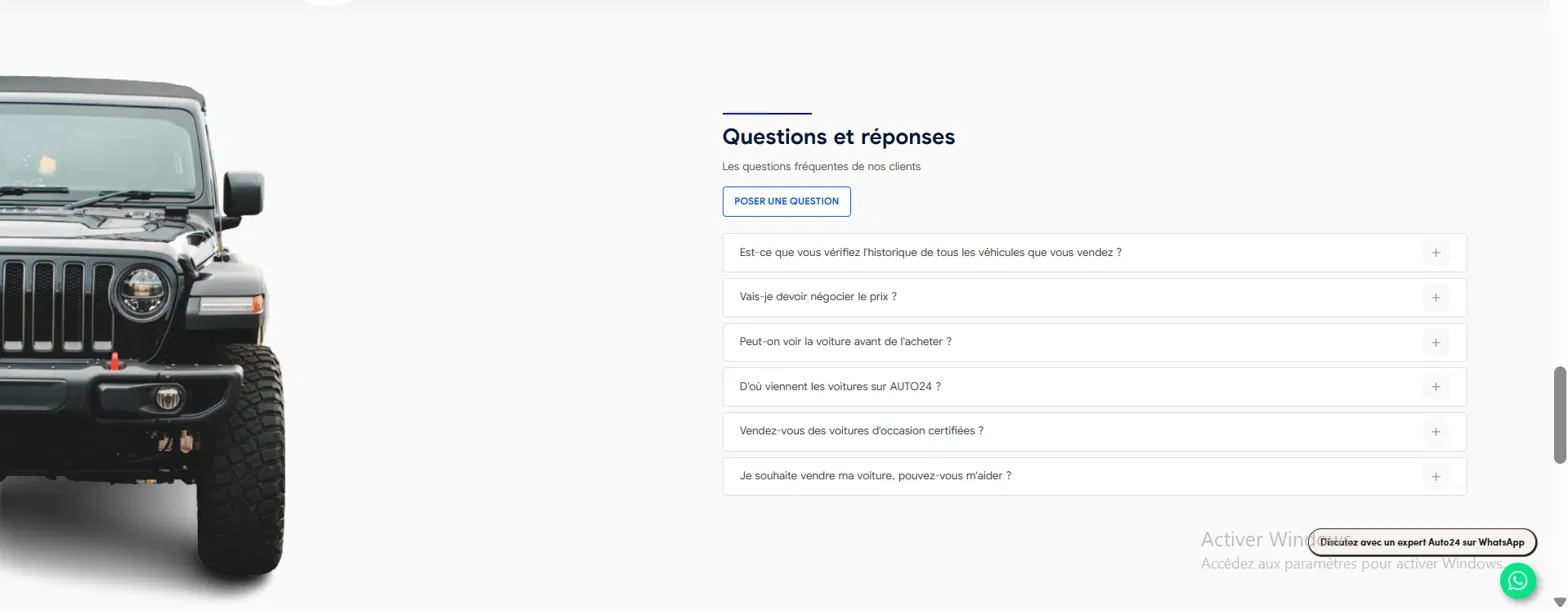 Questions et réponses
Les questions fréquentes de nos clients
POSER UNE QUESTION
Est-ce que vous vérifiez l'historique de tous les véhicules que vous vendez ?
Vais-je devoir négocier le prix ?
Peut-on voir la voiture avant de l'acheter ?
D'où viennent les voitures sur AUTO24 ?
Vendez-vous des voitures d'occasion certifiées ?
Je souhaite vendre ma voiture, pouvez-vous m'aider ?
Activer Windows
Discutez avec un expert Auto24 sur WhatsApp
Accédez aux paramètres pour activer Windows.